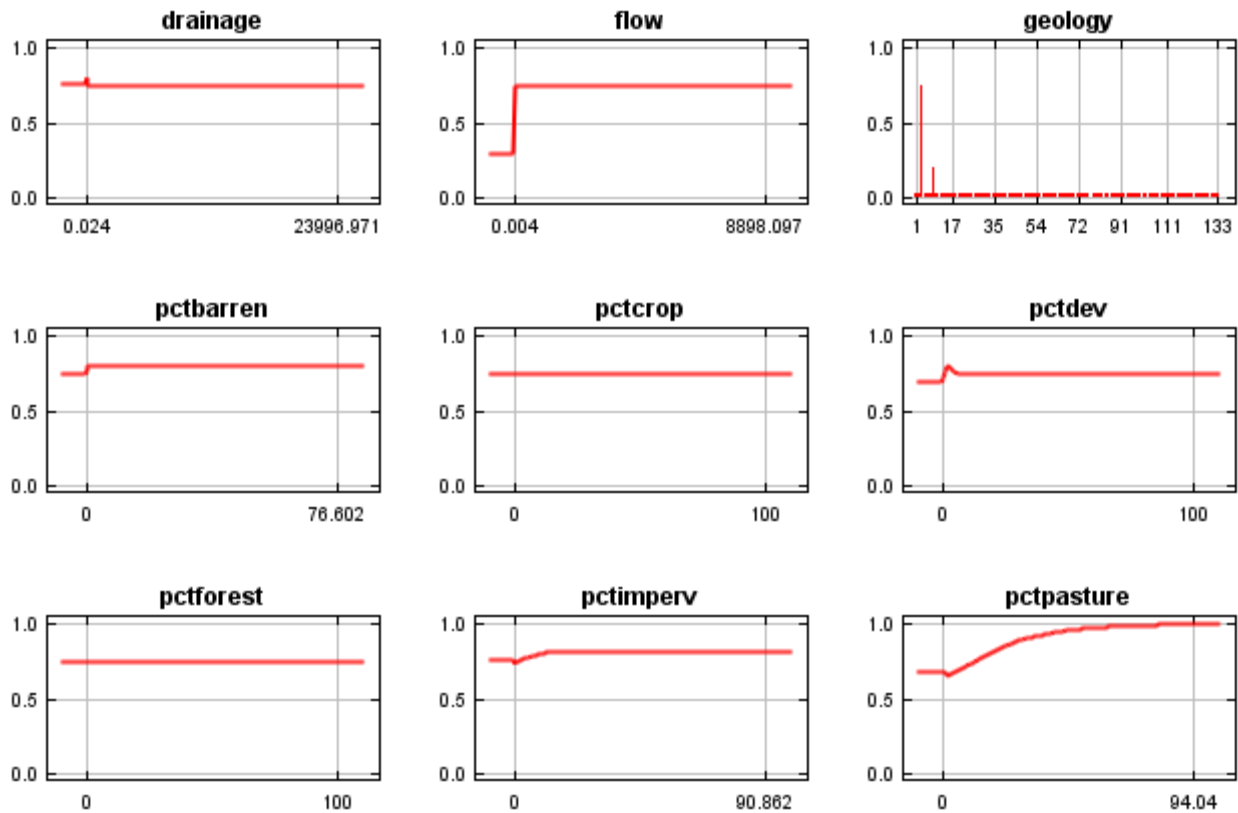 drainage flow geology
1.0 1.0 1.0
0.5 0.5 0.5
0.0 0.0 0.0
0.024 23996.971 0.004 8898.097 1 17 35 54 72 91 111 133
pctbarren pctcrop pctdev
1.0 1.0 1.0
0.5 0.5 0.5
0.0 0.0 0.0
0 76.602 0 100 0 100
pctforest pctimperv pctpasture
1.0 1.0 1.0
0.5 0.5 0.5
0.0 0.0 0.0
0 100 0 90.862 0 94.04